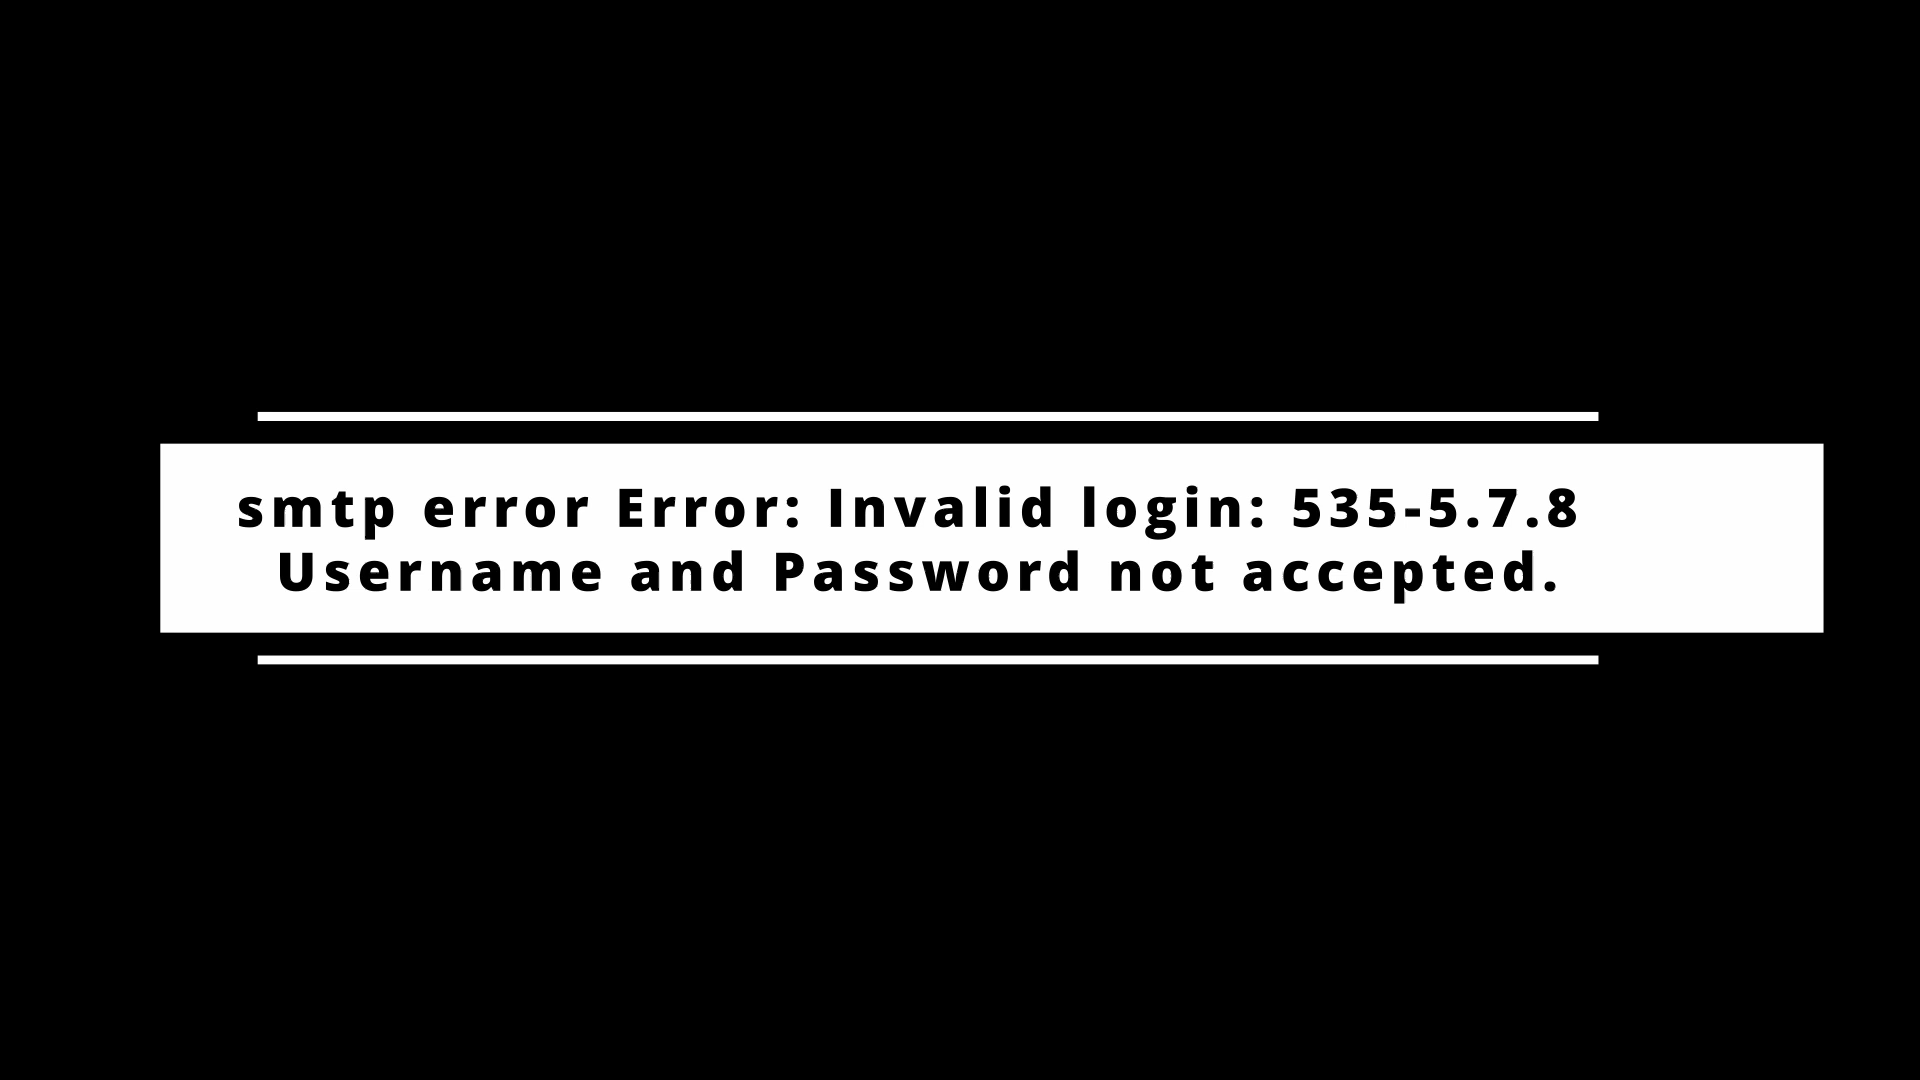 smtp error Error: Invalid login: 535-5.7.8
Username and Password not accepted.